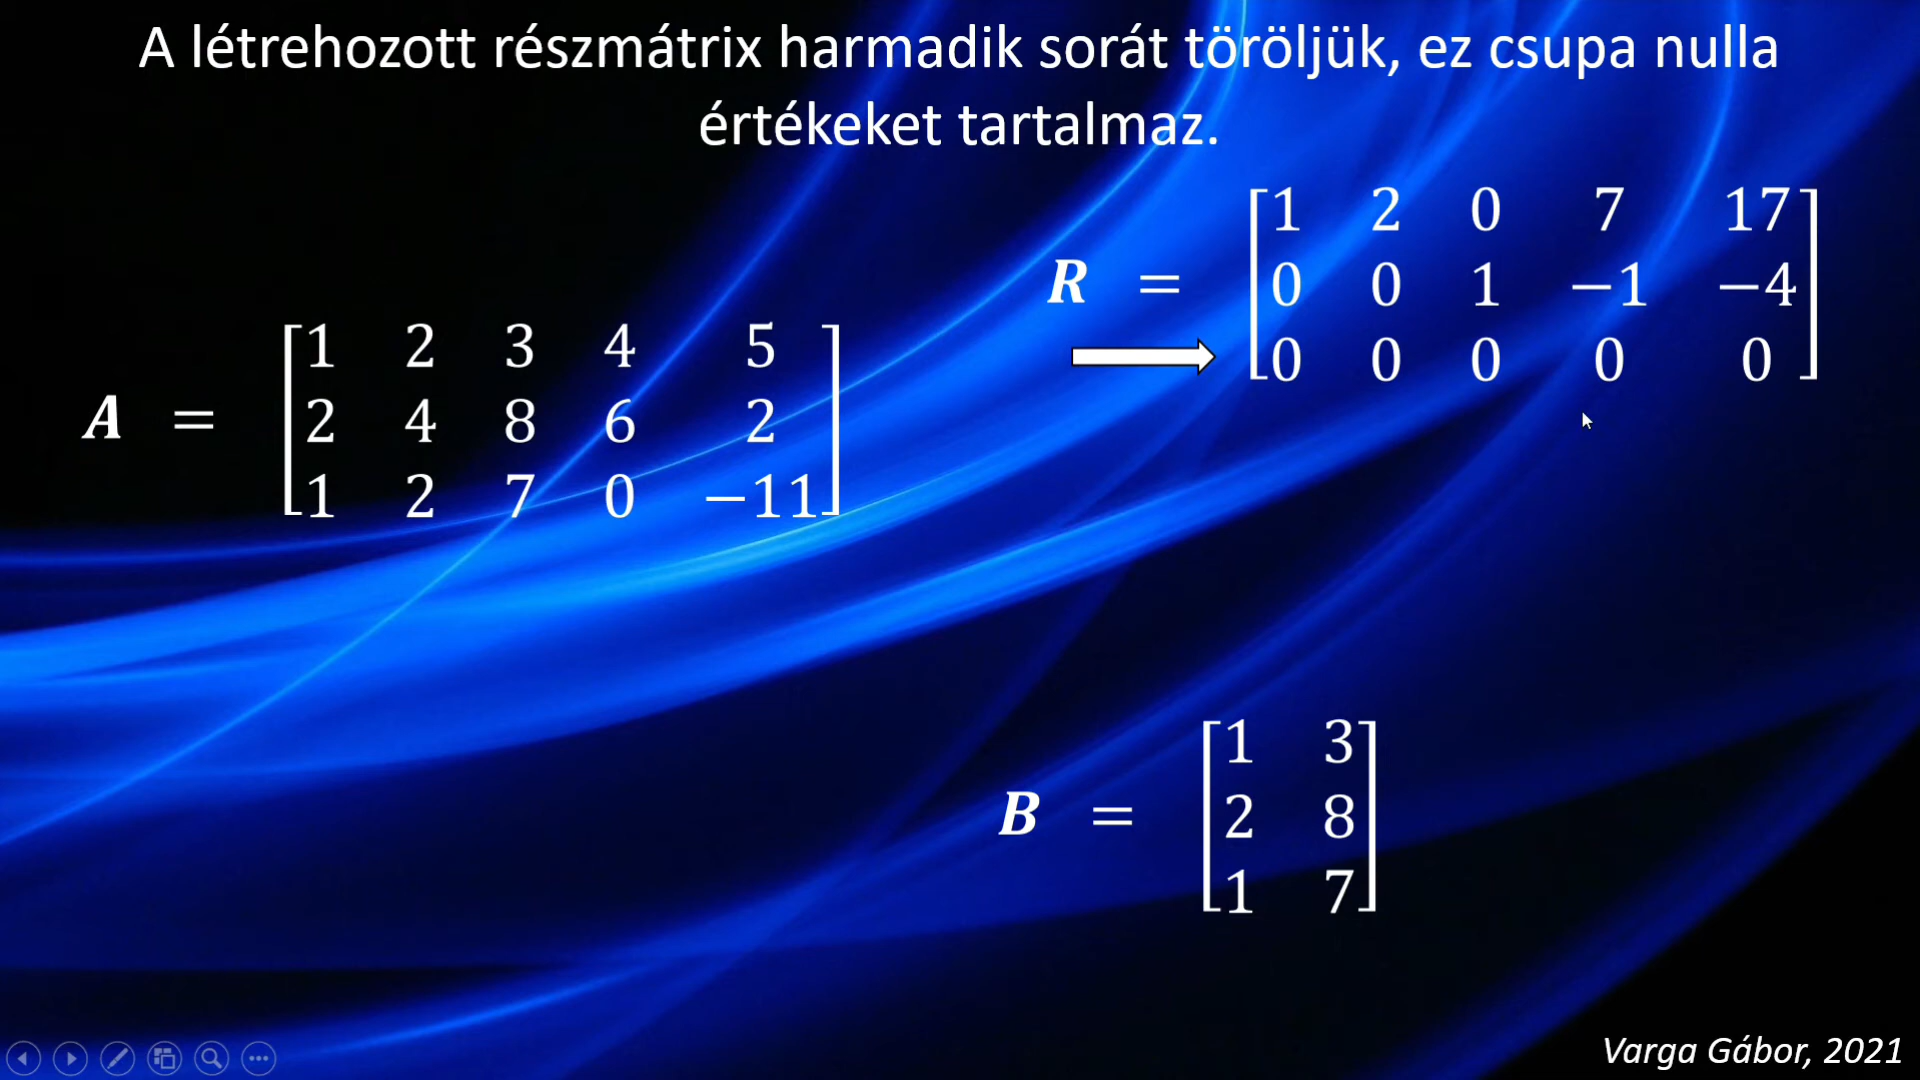 A létrehozott részmátrix harmadik sorát töröljük, ez csupa nulla
értékeket tartalmaz.
A = [1 2 3 4 5
2 4 8 6 2
1 2 7 0 −11]
R = [1 2 0 7 17
0 0 1 −1 −4
0 0 0 0 0]
B = [1 3
2 8
1 7]
Varga Gábor, 2021